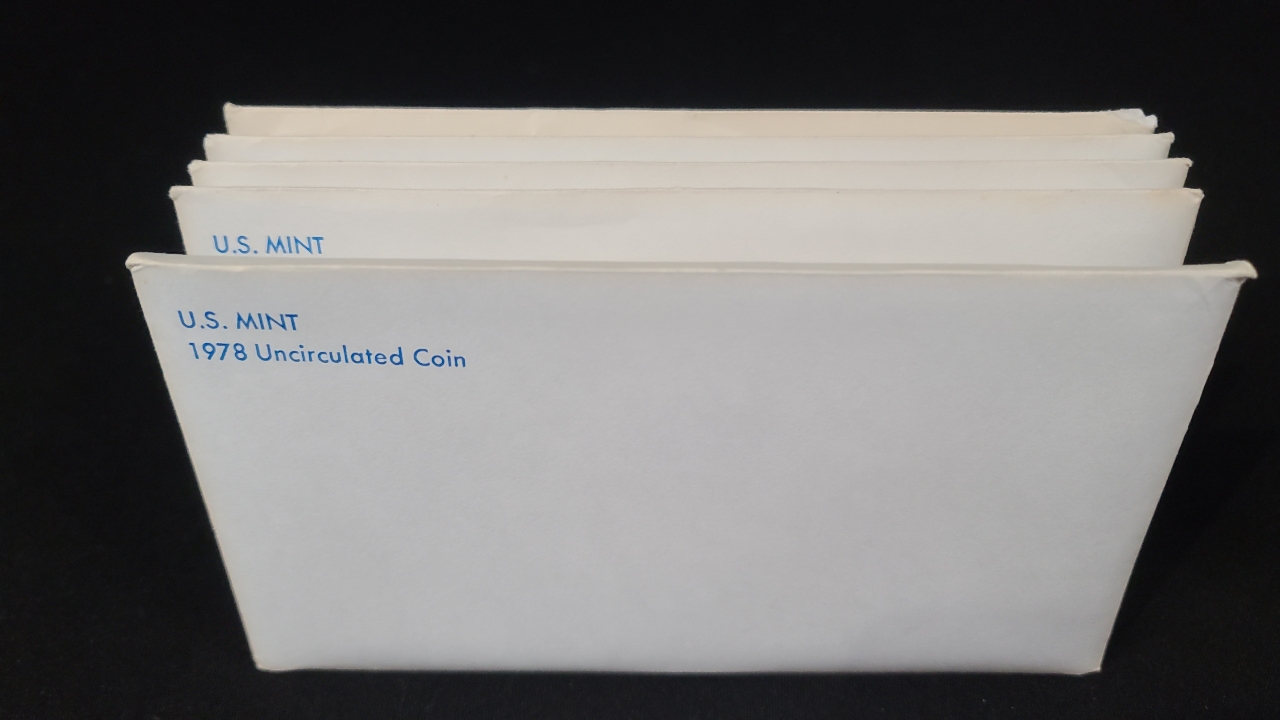 U.S. MINT
U.S. MINT
1978 Uncirculated Coin